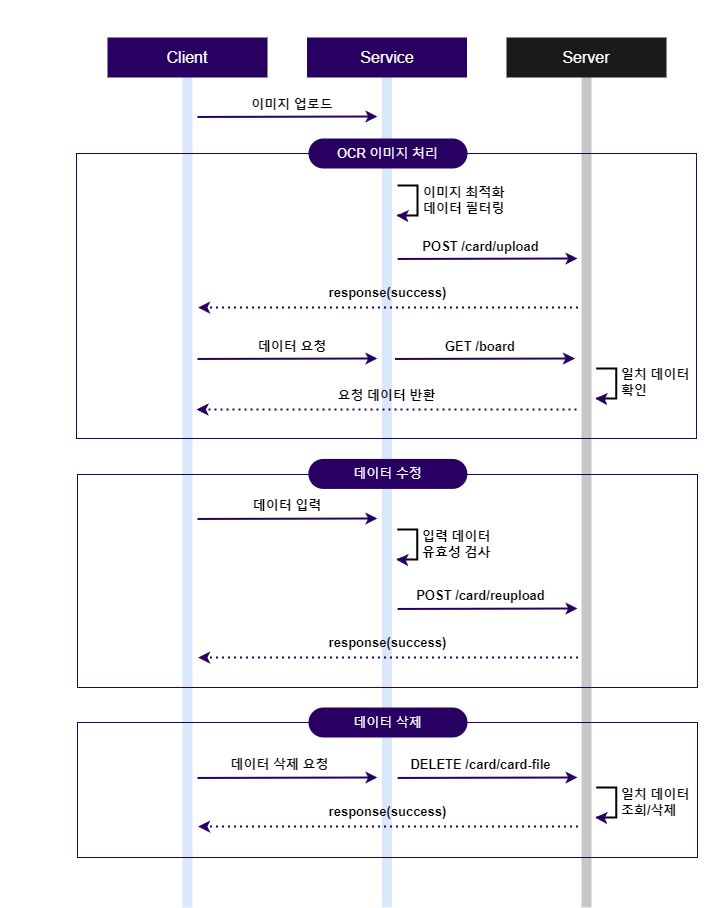 Client
Service
Server
이미지 업로드
OCR 이미지 처리
이미지 최적화
데이터 필터링
POST /card/upload
response(success)
데이터 요청
GET /board
일치 데이터
확인
요청 데이터 반환
데이터 수정
데이터 입력
입력 데이터
유효성 검사
POST /card/reupload
response(success)
데이터 삭제
데이터 삭제 요청
DELETE /card/card-file
일치 데이터
조회/삭제
response(success)